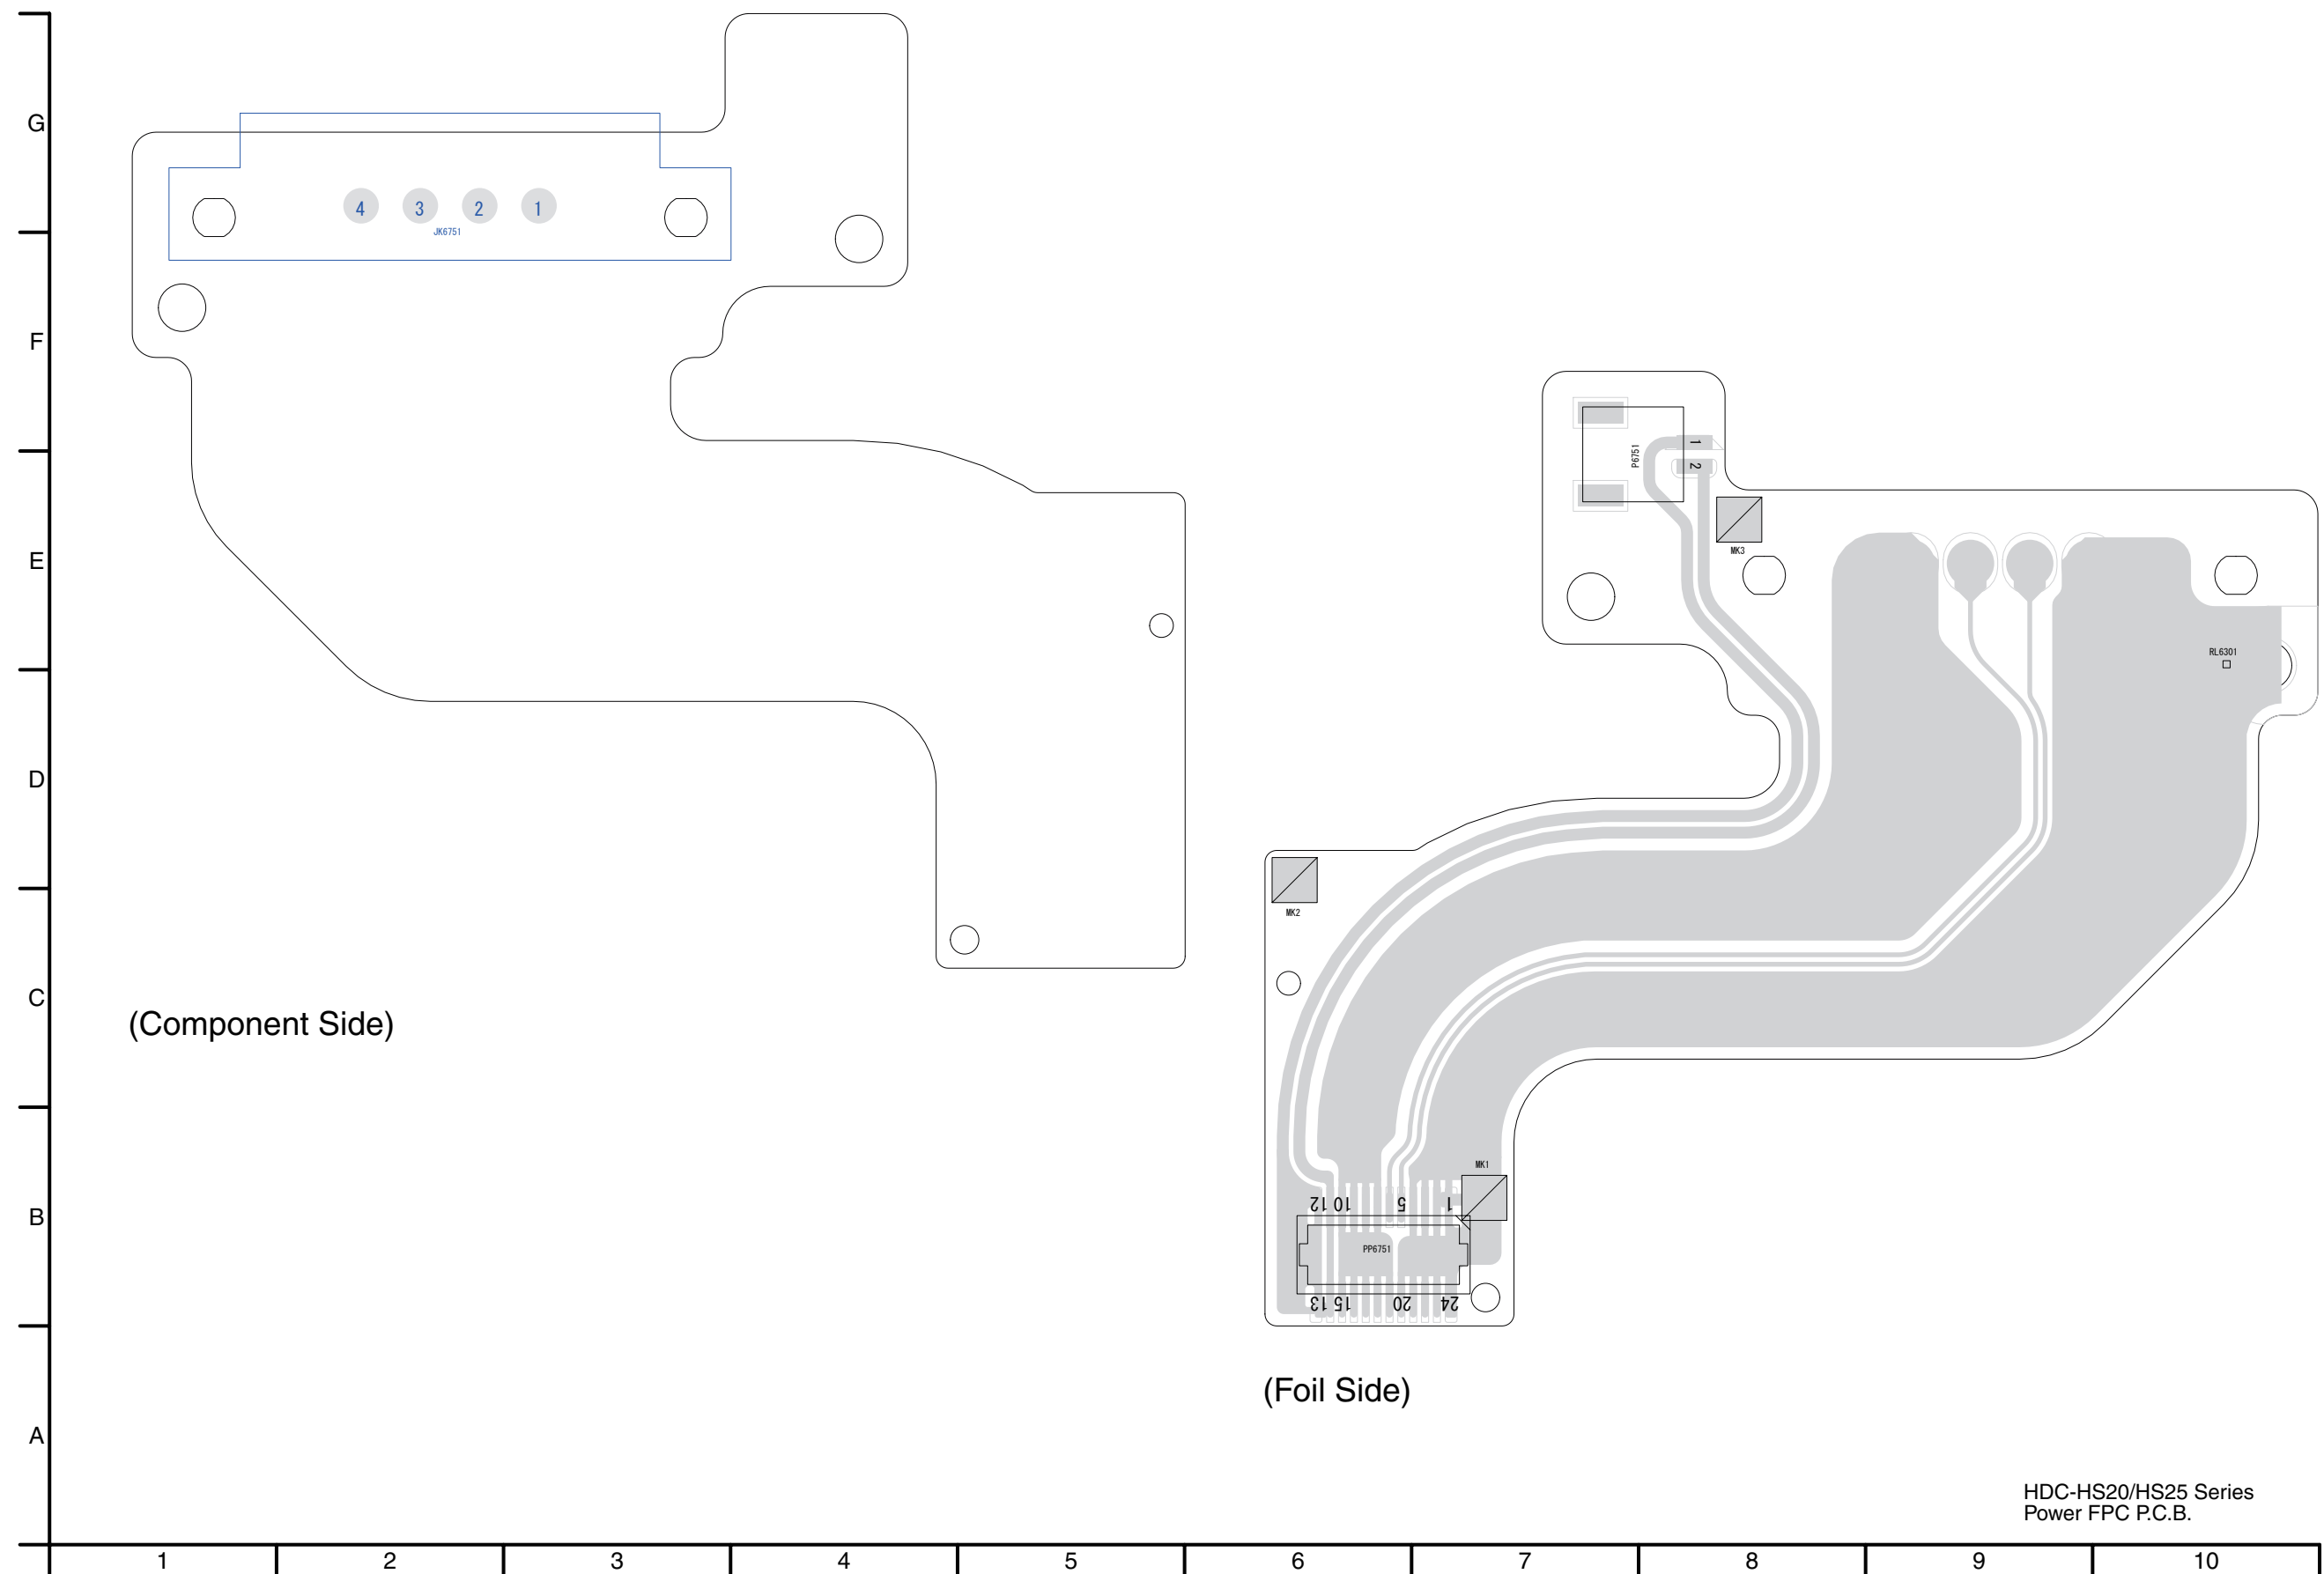 G
4 3 2 1
JK6751
F
P6751
1
2
MK3
E
RL6301
D
MK2
C
(Component Side)
MK1
B
12 10 5 1
PP6751
13 15 20 24
(Foil Side)
A
HDC-HS20/HS25 Series
Power FPC P.C.B.
1 2 3 4 5 6 7 8 9 10